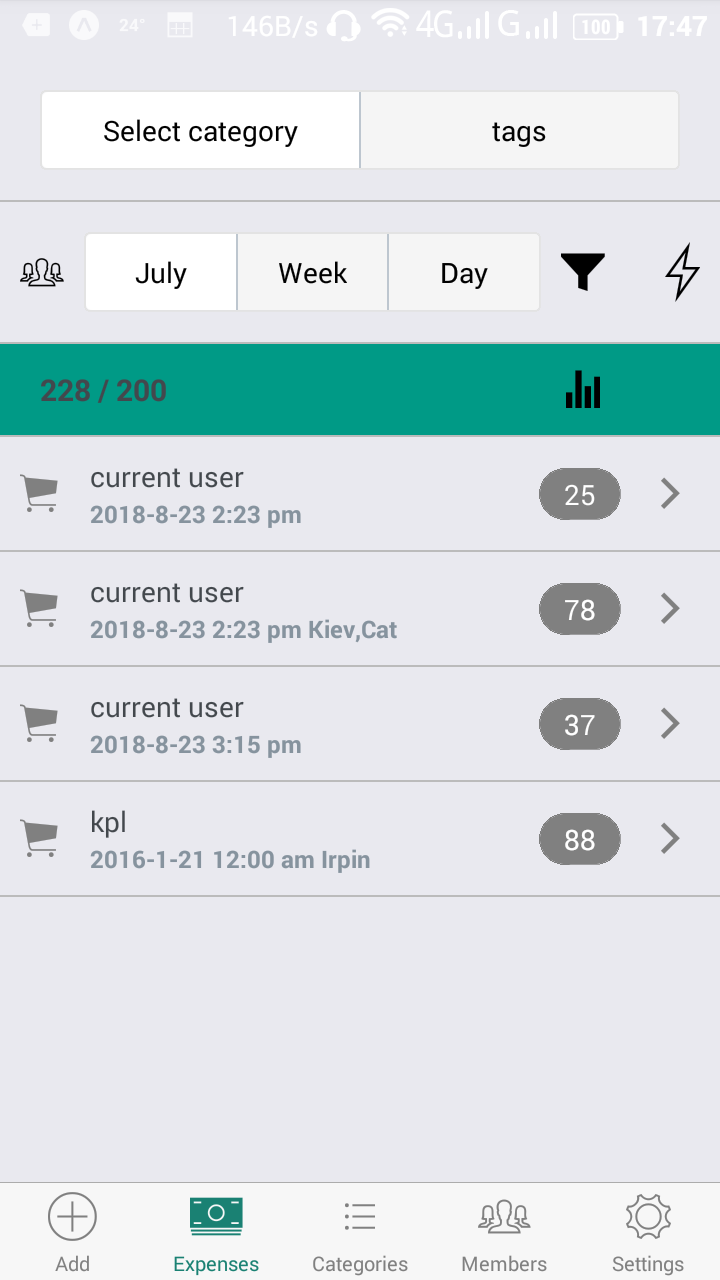 24° 146B/s 4G G 100 17:47
Select category tags
July Week Day
228 / 200
current user
2018-8-23 2:23 pm
25
current user
2018-8-23 2:23 pm Kiev,Cat
78
current user
2018-8-23 3:15 pm
37
kpl
2016-1-21 12:00 am Irpin
88
Add Expenses Categories Members Settings